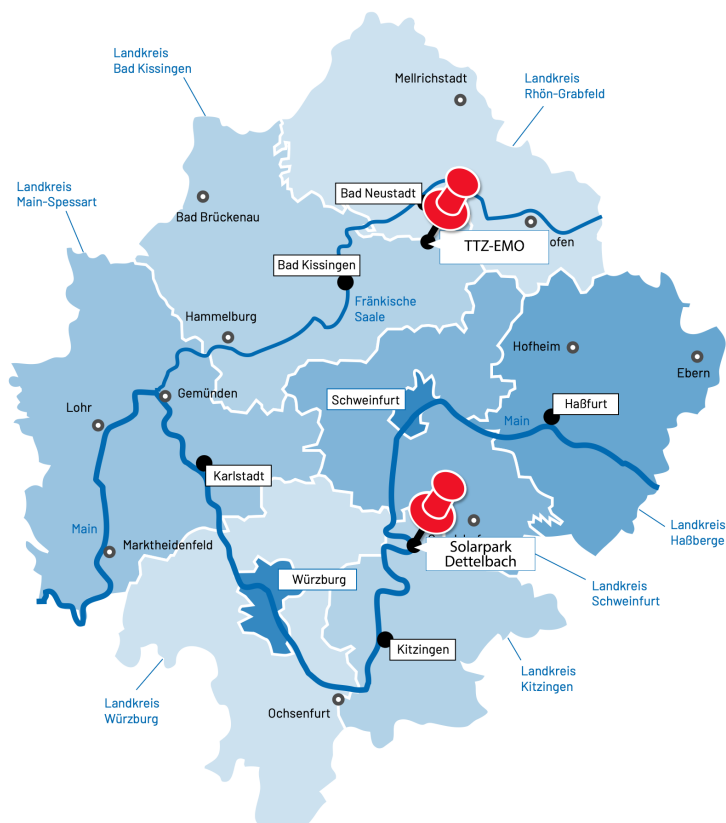 Landkreis
Bad Kissingen
Mellrichstadt
Landkreis
Rhön-Grabfeld
Landkreis
Main-Spessart
Bad Neustadt
Bad Brückenau
TTZ-EMO
ofen
Bad Kissingen
Fränkische
Saale
Hammelburg
Hofheim
Ebern
Gemünden
Schweinfurt
Haßfurt
Lohr
Main
Karlstadt
Main
Landkreis
Haßberge
Marktheidenfeld
Solarpark
Dettelbach
Würzburg
Landkreis
Schweinfurt
Kitzingen
Landkreis
Kitzingen
Landkreis
Würzburg
Ochsenfurt